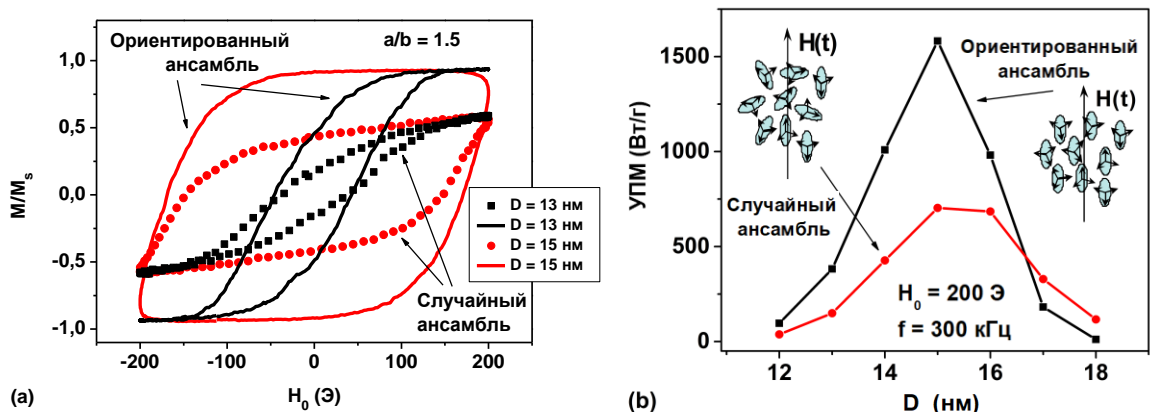 Ориентированный
ансамбль
a/b = 1.5
1,0
0,5
0,0
-0,5
-1,0
M/Mₛ
D = 13 нм
D = 13 нм
D = 15 нм
D = 15 нм
Случайный
ансамбль
-200
-100
0
100
200
H₀ (Э)
(a)
H(t)
Ориентированный
ансамбль
H(t)
1500
1000
500
0
УПМ (Вт/г)
Случайный
ансамбль
H₀ = 200 Э
f = 300 кГц
12
14
16
18
D (нм)
(b)